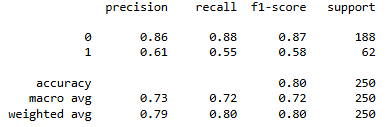 precision recall f1-score support
0 0.86 0.88 0.87 188
1 0.61 0.55 0.58 62
accuracy 0.80 250
macro avg 0.73 0.72 0.72 250
weighted avg 0.79 0.80 0.80 250